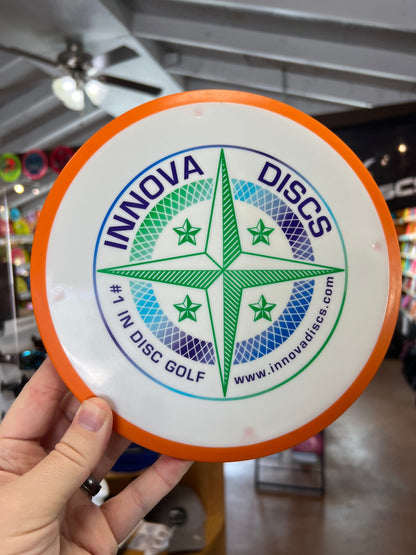 INNOVA DISCS
#1 IN DISC GOLF
www.innovadiscs.com